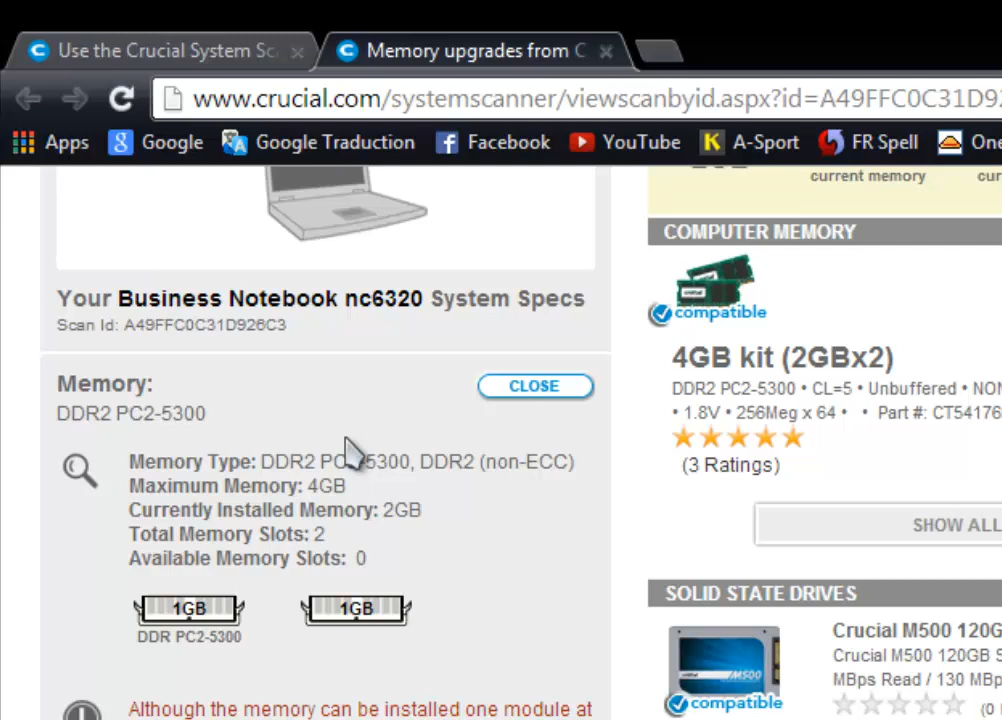 Use the Crucial System Sc
Memory upgrades from C
www.crucial.com/systemscanner/viewscanbyid.aspx?id=A49FFC0C31D92
Apps Google Google Traduction Facebook YouTube A-Sport FR Spell One
current memory
cur
COMPUTER MEMORY
compatible
4GB kit (2GBx2)
DDR2 PC2-5300 • CL=5 • Unbuffered • NON
• 1.8V • 256Meg x 64 • • Part #: CT54176
(3 Ratings)
SHOW ALL
SOLID STATE DRIVES
Crucial M500 120G
Crucial M500 120GB S
MBps Read / 130 MBp
M500
compatible
(0
Your Business Notebook nc6320 System Specs
Scan Id: A49FFC0C31D926C3
Memory:
CLOSE
DDR2 PC2-5300
Memory Type: DDR2 PC2-5300, DDR2 (non-ECC)
Maximum Memory: 4GB
Currently Installed Memory: 2GB
Total Memory Slots: 2
Available Memory Slots: 0
1GB 1GB
DDR PC2-5300
Although the memory can be installed one module at